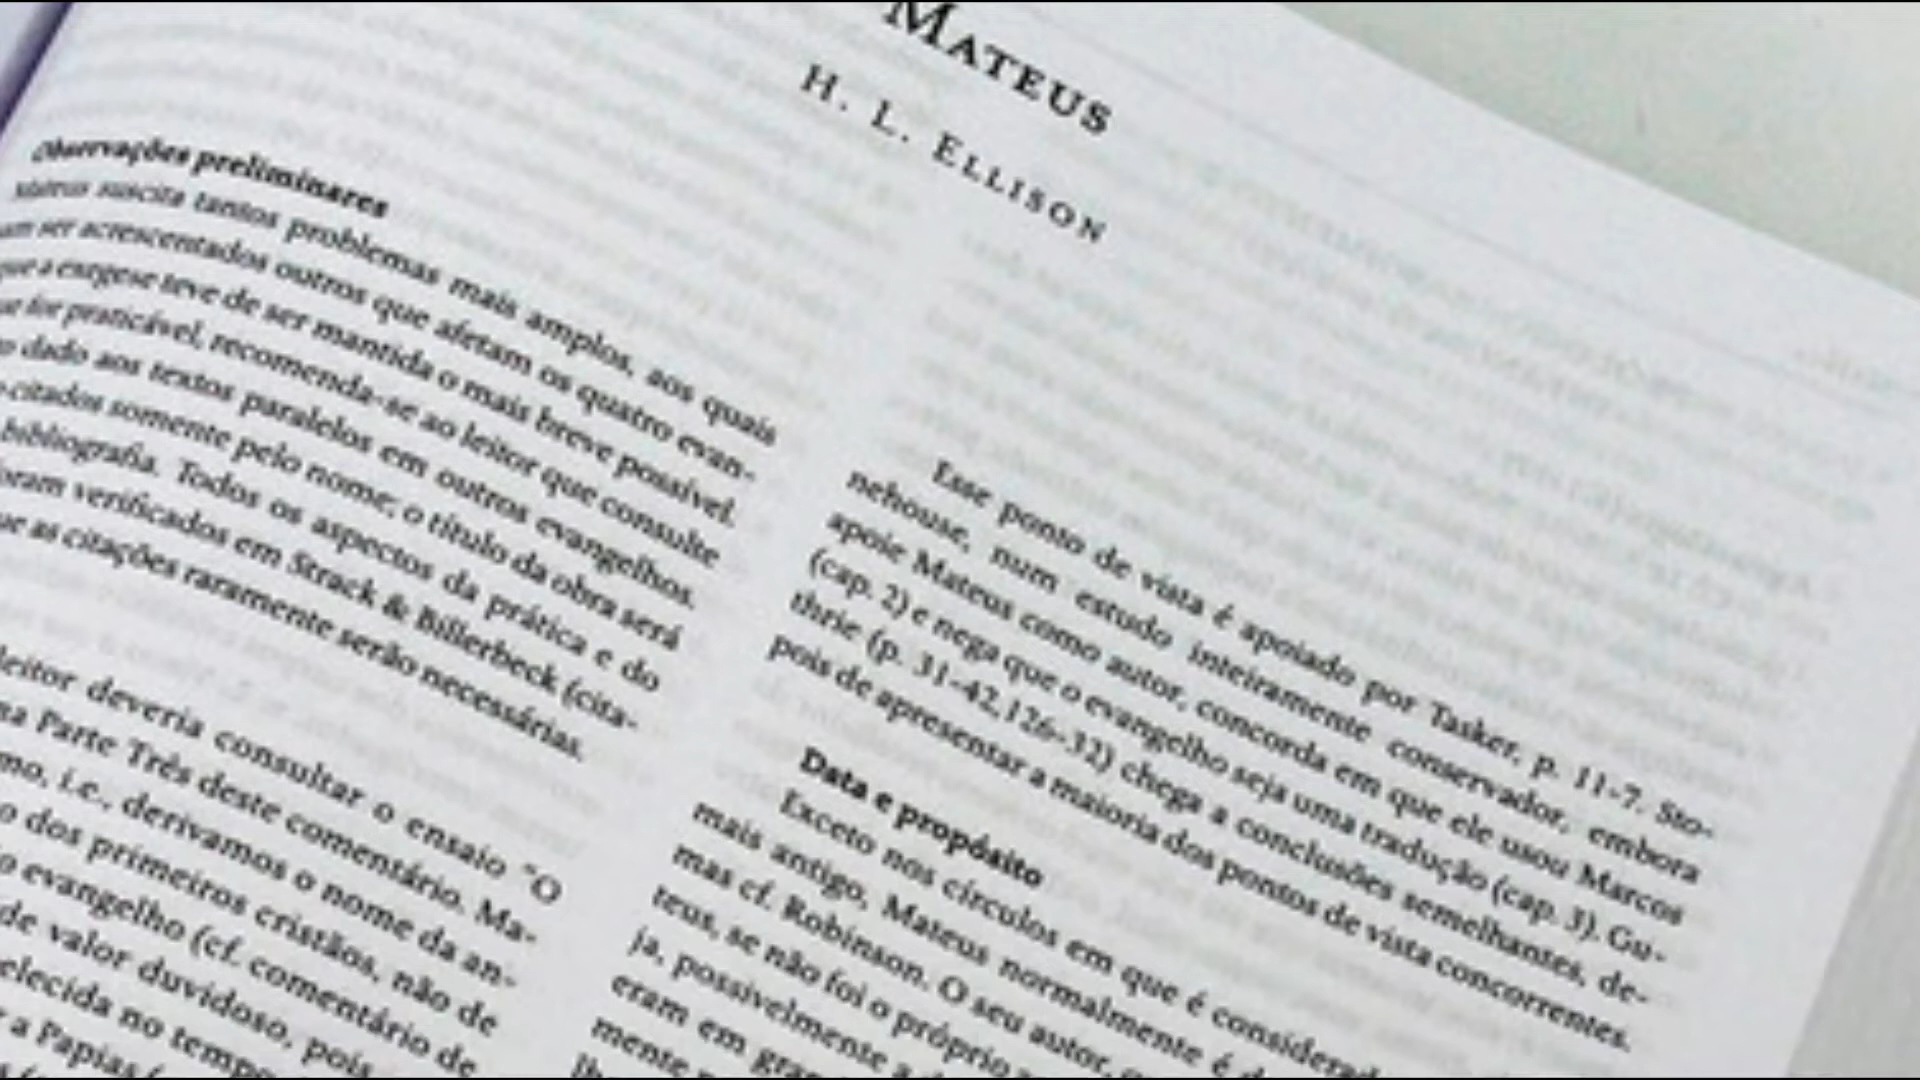 MATEUS
H. L. ELLISON
Observações preliminares
Mateus suscita tantos problemas mais amplos, aos quais
ser acrescentados outros que afetam os quatro evan-
que a exegese teve de ser mantida o mais breve possível.
for praticável, recomenda-se ao leitor que consulte
dado aos textos paralelos em outros evangelhos.
citados somente pelo nome; o título da obra será
bibliografia. Todos os aspectos da prática e do
verificados em Strack & Billerbeck (cita-
as citações raramente serão necessárias.
leitor deveria consultar o ensaio "O
Parte Três deste comentário. Ma-
i.e., derivamos o nome da an-
dos primeiros cristãos, não de
evangelho (cf. comentário de
de valor duvidoso, pois
no tempo
a Papias (
Esse ponto de vista é apoiado por Tasker, p. 11-7. Sto-
nehouse, num estudo inteiramente conservador, embora
apoie Mateus como autor, concorda em que ele usou Marcos
(cap. 2) e nega que o evangelho seja uma tradução (cap. 3). Gu-
thrie (p. 31-42,126-32) chega a conclusões semelhantes, de-
pois de apresentar a maioria dos pontos de vista concorrentes.
Data e propósito
Exceto nos círculos em que é considerad
mais antigo, Mateus normalmente é d
mas cf. Robinson. O seu autor,
teus, se não foi o próprio
ja, possivelmente a
eram em gran
mente